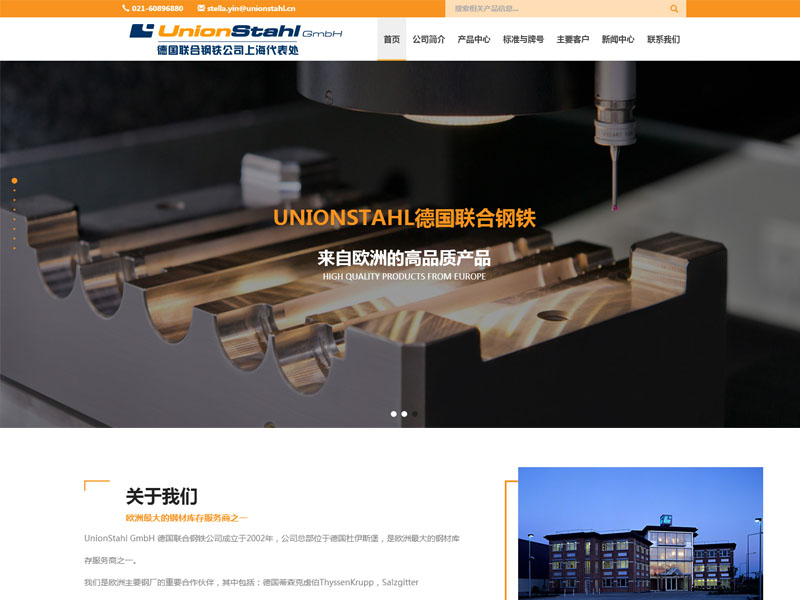 021-60896880 stella.yin@unionstahl.cn 搜索相关产品信息...
UnionStahl GmbH
德国联合钢铁公司上海代表处
首页 公司简介 产品中心 标准与牌号 主要客户 新闻中心 联系我们
UNIONSTAHL德国联合钢铁
来自欧洲的高品质产品
HIGH QUALITY PRODUCTS FROM EUROPE
关于我们
欧洲最大的钢材库存服务商之一
UnionStahl GmbH 德国联合钢铁公司成立于2002年，公司总部位于德国杜伊斯堡，是欧洲最大的钢材库
存服务商之一。
我们是欧洲主要钢厂的重要合作伙伴，其中包括：德国蒂森克虏伯ThyssenKrupp，Salzgitter